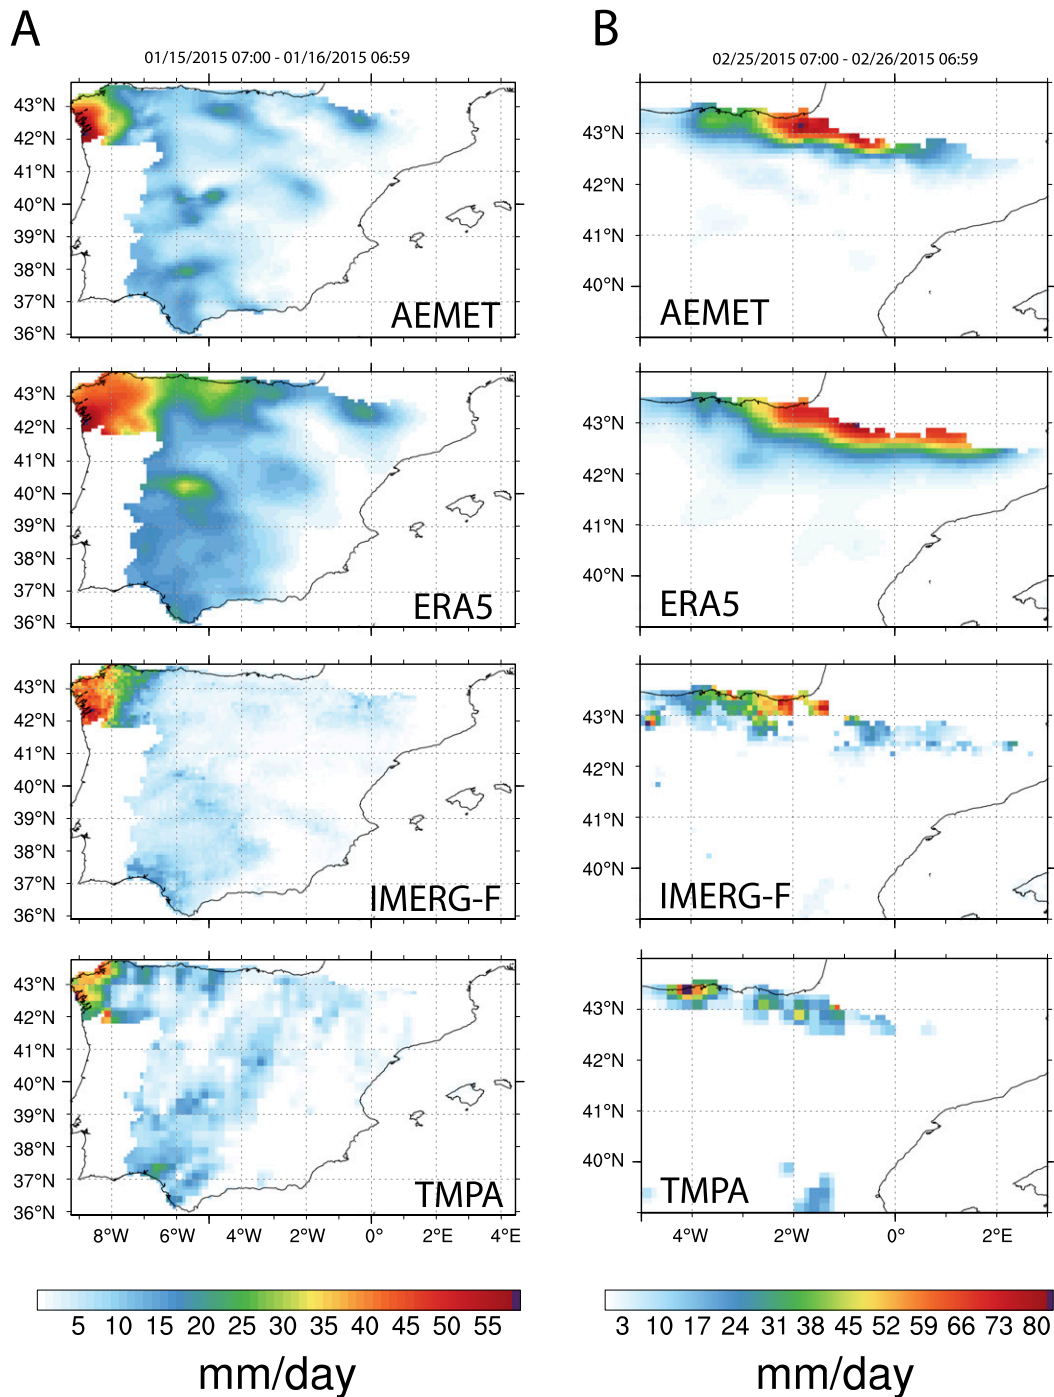 A
B
01/15/2015 07:00 - 01/16/2015 06:59
02/25/2015 07:00 - 02/26/2015 06:59
43°N
42°N
41°N
40°N
39°N
38°N
37°N
36°N
AEMET
43°N
42°N
41°N
40°N
AEMET
43°N
42°N
41°N
40°N
39°N
38°N
37°N
36°N
ERA5
43°N
42°N
41°N
40°N
ERA5
43°N
42°N
41°N
40°N
39°N
38°N
37°N
36°N
IMERG-F
43°N
42°N
41°N
40°N
IMERG-F
43°N
42°N
41°N
40°N
39°N
38°N
37°N
36°N
TMPA
8°W 6°W 4°W 2°W 0° 2°E 4°E
43°N
42°N
41°N
40°N
TMPA
4°W 2°W 0° 2°E
5 10 15 20 25 30 35 40 45 50 55
mm/day
3 10 17 24 31 38 45 52 59 66 73 80
mm/day